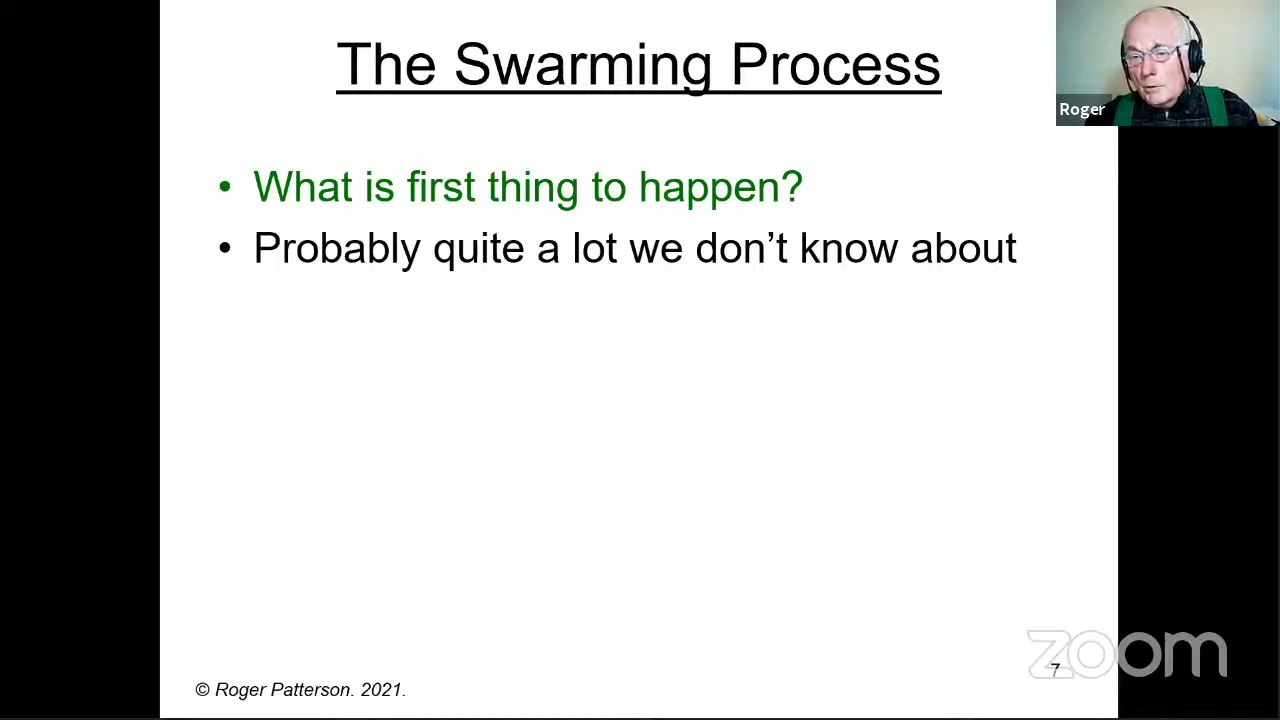 The Swarming Process
Roger
• What is first thing to happen?
• Probably quite a lot we don’t know about
zoom
7
© Roger Patterson. 2021.